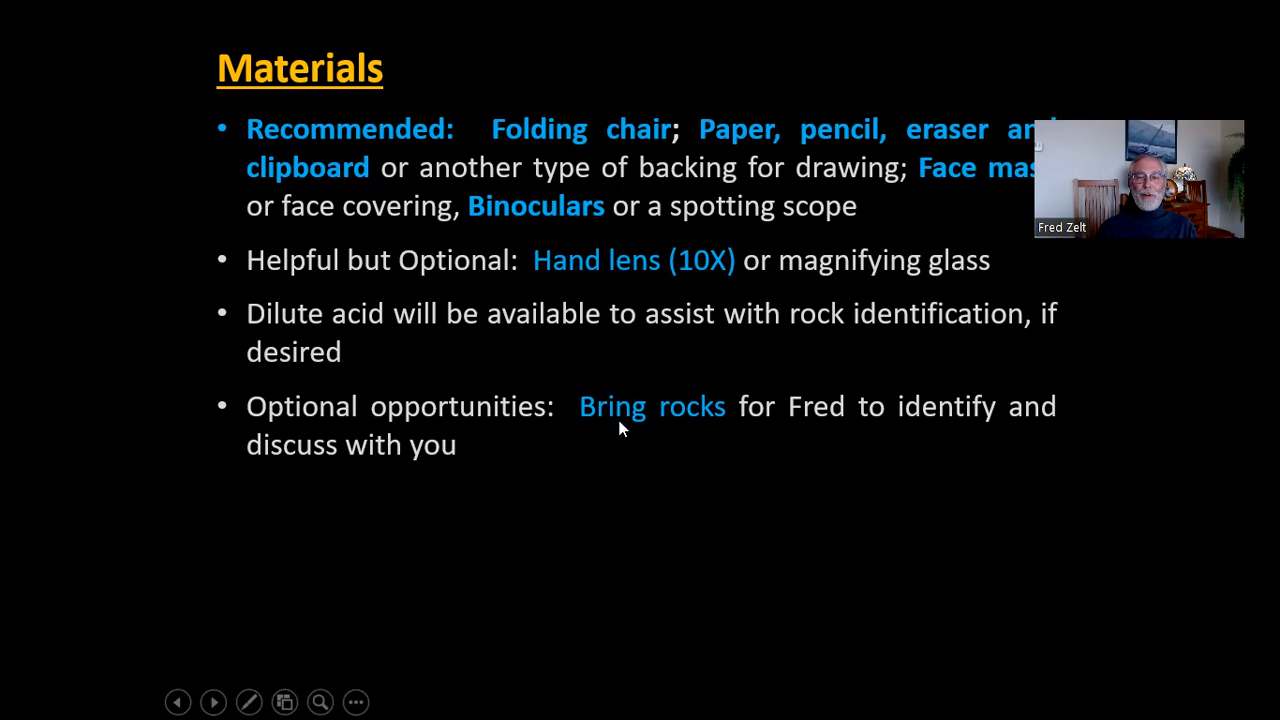 Materials
• Recommended: Folding chair; Paper, pencil, eraser
clipboard or another type of backing for drawing; Face
or face covering, Binoculars or a spotting scope
Fred Zelt
• Helpful but Optional: Hand lens (10X) or magnifying glass
• Dilute acid will be available to assist with rock identification, if
desired
• Optional opportunities: Bring rocks for Fred to identify and
discuss with you